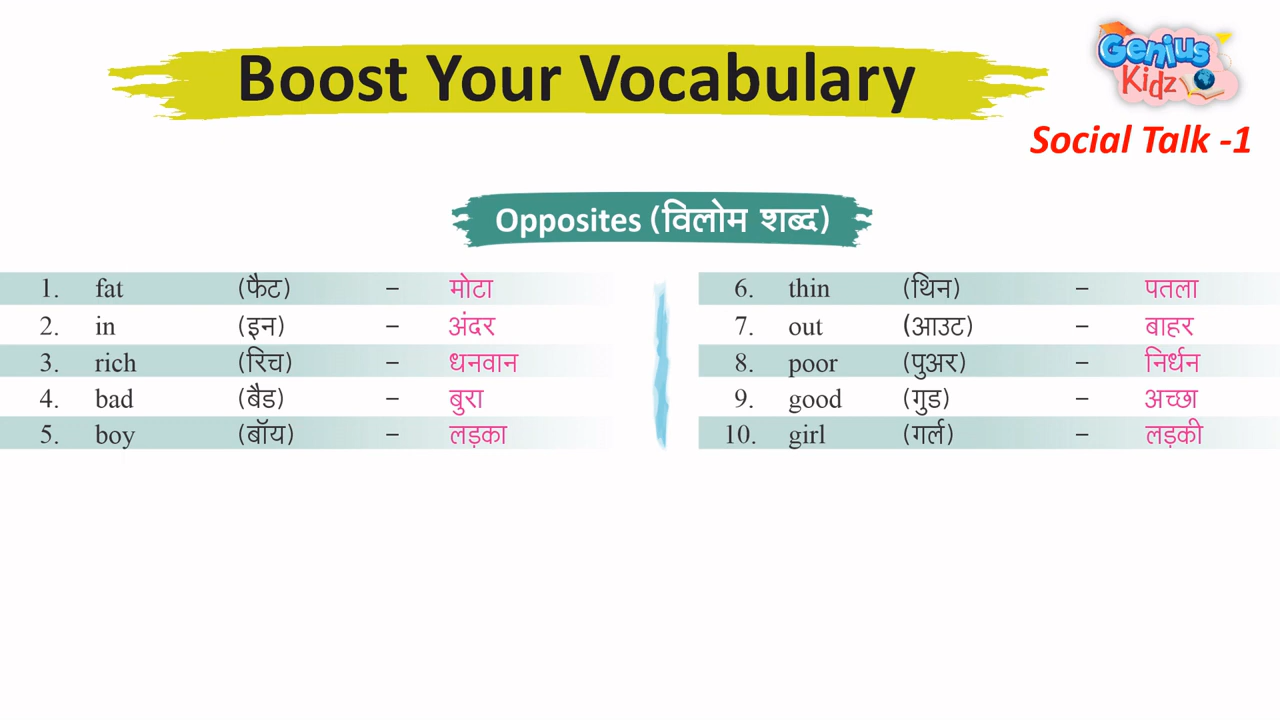 Boost Your Vocabulary
Genius
Kidz
Social Talk -1
Opposites (विलोम शब्द)
1. fat (फैट) – मोटा
2. in (इन) – अंदर
3. rich (रिच) – धनवान
4. bad (बैड) – बुरा
5. boy (बॉय) – लड़का
6. thin (थिन) – पतला
7. out (आउट) – बाहर
8. poor (पुअर) – निर्धन
9. good (गुड) – अच्छा
10. girl (गर्ल) – लड़की